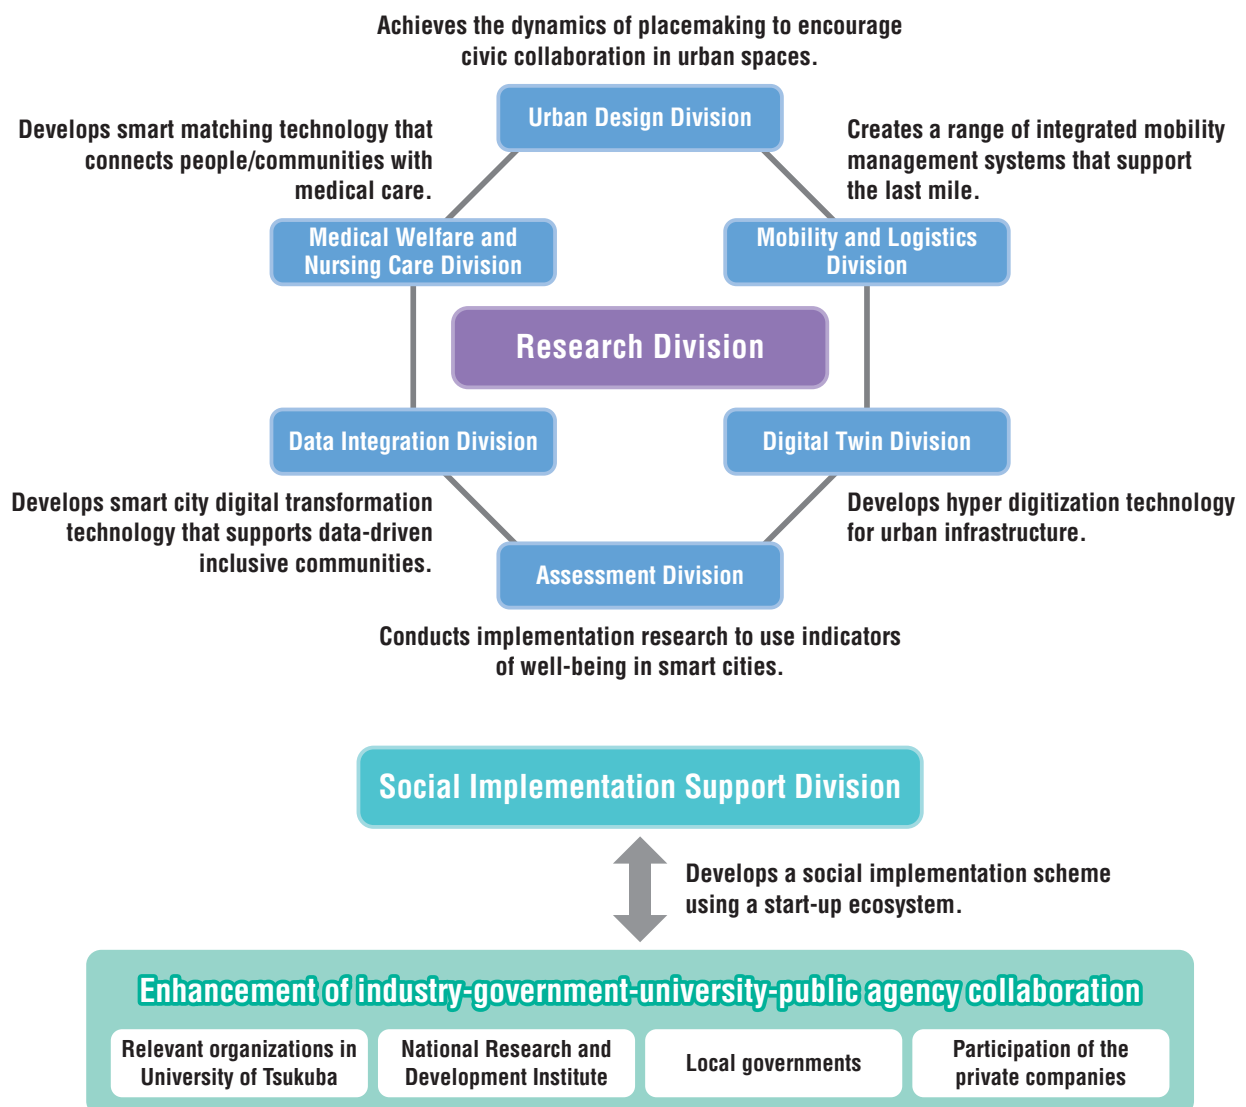 Achieves the dynamics of placemaking to encourage
civic collaboration in urban spaces.
Urban Design Division
Develops smart matching technology that
connects people/communities with
medical care.
Creates a range of integrated mobility
management systems that support
the last mile.
Medical Welfare and
Nursing Care Division
Mobility and Logistics
Division
Research Division
Data Integration Division
Digital Twin Division
Develops smart city digital transformation
technology that supports data-driven
inclusive communities.
Develops hyper digitization technology
for urban infrastructure.
Assessment Division
Conducts implementation research to use indicators
of well-being in smart cities.
Social Implementation Support Division
Develops a social implementation scheme
using a start-up ecosystem.
Enhancement of industry-government-university-public agency collaboration
Relevant organizations in
University of Tsukuba
National Research and
Development Institute
Local governments
Participation of the
private companies